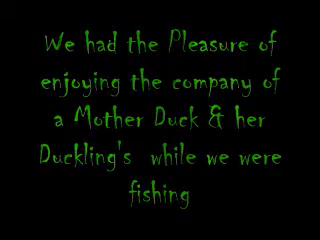 We had the Pleasure of
enjoying the company of
a Mother Duck & her
Duckling's while we were
fishing